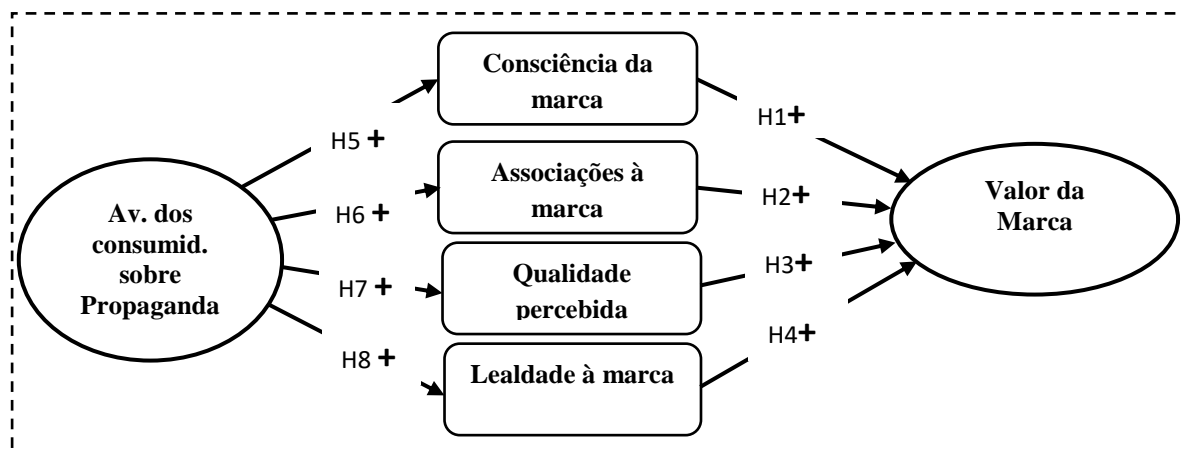 Av. dos
consumid.
sobre
Propaganda
H5 +
H6 +
H7 +
H8 +
Consciência da
marca
Associações à
marca
Qualidade
percebida
Lealdade à marca
H1+
H2+
H3+
H4+
Valor da
Marca